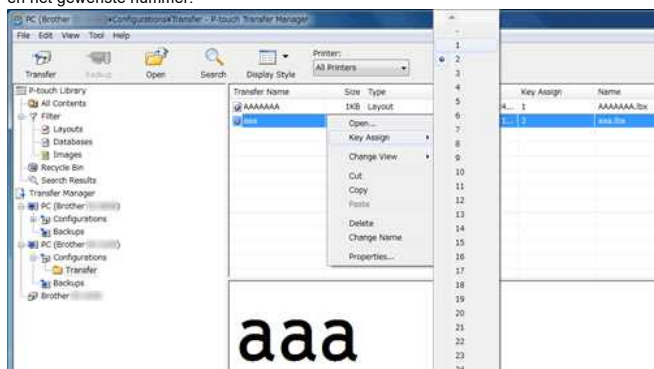 en het gewenste nummer.
PC (Brother ¥Configurations¥Transfer - P-touch Transfer Manager
File Edit View Tool Help
Transfer Backup Open Search Display Style
Printer:
All Printers
P-touch Library
All Contents
Filter
Layouts
Databases
Images
Recycle Bin
Search Results
Transfer Manager
PC (Brother )
Configurations
Backups
PC (Brother )
Configurations
Transfer
Backups
Brother
Transfer Name Size Type Key Assign Name
AAAAAAA 1KB Layout 1 AAAAAAA.lbx
aaa 2 aaa.lbx
Open...
Key Assign
Change View
Cut
Copy
Paste
Delete
Change Name
Properties...
-
1
2
3
4
5
6
7
8
9
10
11
12
13
14
15
16
17
18
19
20
21
22
23
aaa